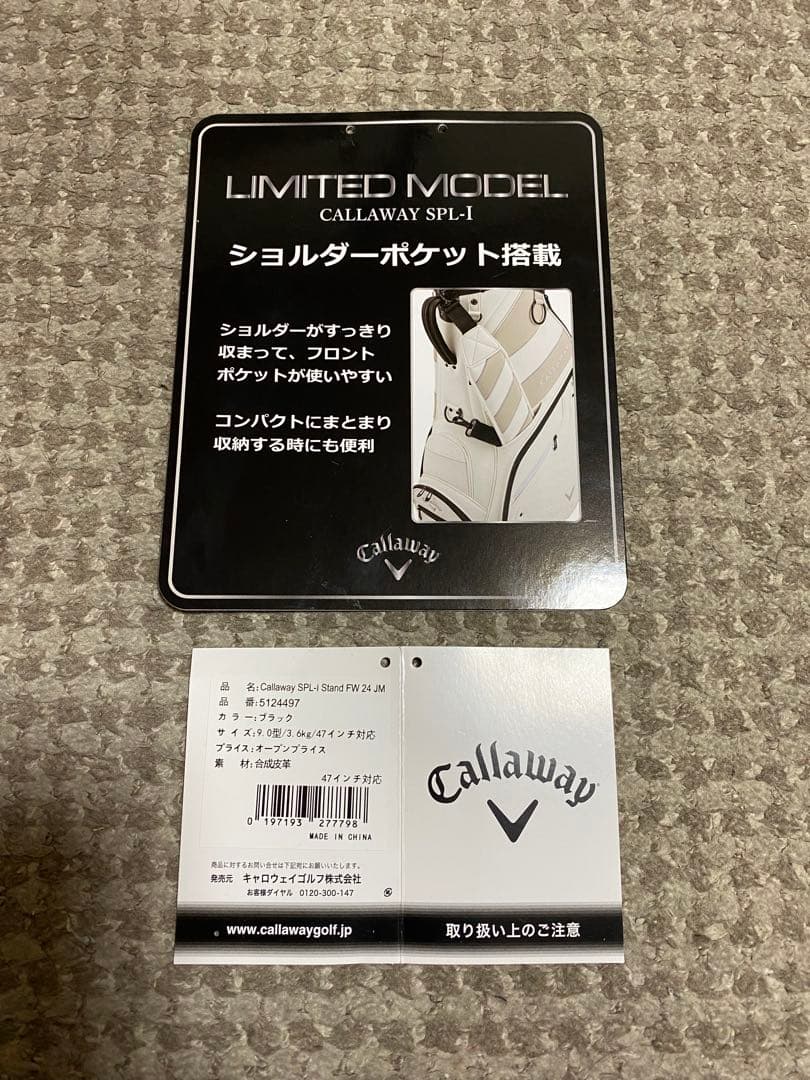 LIMITED MODEL
CALLAWAY SPL-I
ショルダーポケット搭載
ショルダーがすっきり
収まって、フロント
ポケットが使いやすい
コンパクトにまとまり
収納する時にも便利
Callaway
品 名:Callaway SPL-I Stand FW 24 JM
品 番:5124497
カ ラ ー:ブラック
サ イ ズ:9.0型/3.6kg/47インチ対応
プライス:オープンプライス
素 材:合成皮革
47インチ対応
0 197193 277798
MADE IN CHINA
商品に対するお問い合せは下記宛にお願いいたします。
発売元 キャロウェイゴルフ株式会社
お客様ダイヤル 0120-300-147
www.callawaygolf.jp
Callaway
取り扱い上のご注意